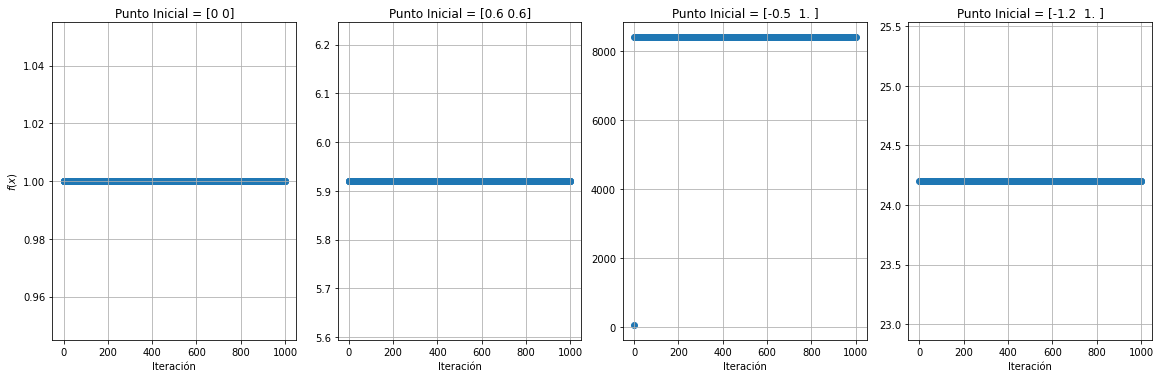 Punto Inicial = [0 0]
1.04
1.02
1.00
0.98
0.96
f(x)
0 200 400 600 800 1000
Iteración
Punto Inicial = [0.6 0.6]
6.2
6.1
6.0
5.9
5.8
5.7
5.6
0 200 400 600 800 1000
Iteración
Punto Inicial = [-0.5 1. ]
8000
6000
4000
2000
0
0 200 400 600 800 1000
Iteración
Punto Inicial = [-1.2 1. ]
25.5
25.0
24.5
24.0
23.5
23.0
0 200 400 600 800 1000
Iteración